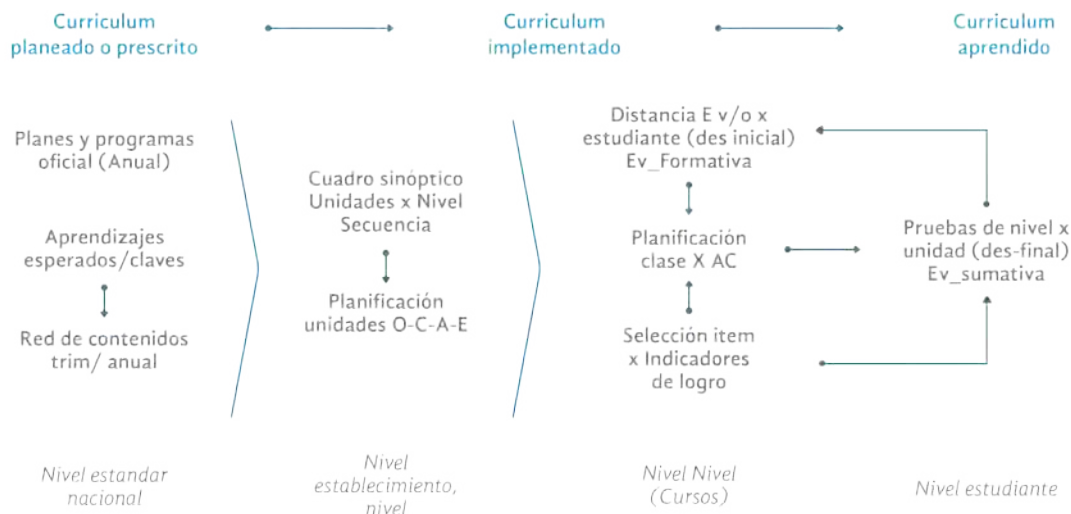 Curriculum
planeado o prescrito
Curriculum
implementado
Curriculum
aprendido
Planes y programas
oficial (Anual)
Aprendizajes
esperados/claves
Red de contenidos
trim/ anual
Cuadro sinóptico
Unidades x Nivel
Secuencia
Planificación
unidades O-C-A-E
Distancia E v/o x
estudiante (des inicial)
Ev_Formativa
Planificación
clase X AC
Selección item
x Indicadores
de logro
Pruebas de nivel x
unidad (des-final)
Ev_sumativa
Nivel estandar
nacional
Nivel
establecimiento,
nivel
Nivel Nivel
(Cursos)
Nivel estudiante